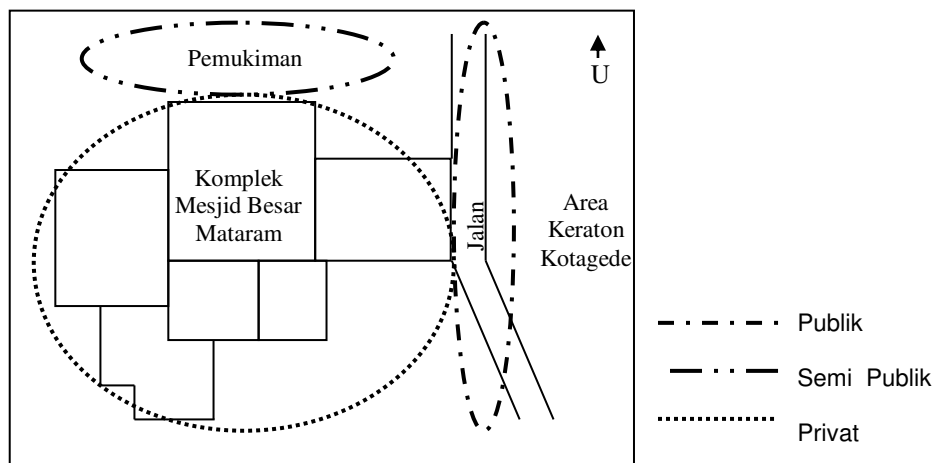 Pemukiman
U
Komplek
Mesjid Besar
Mataram
Jalan
Area
Keraton
Kotagede
Publik
Semi Publik
Privat